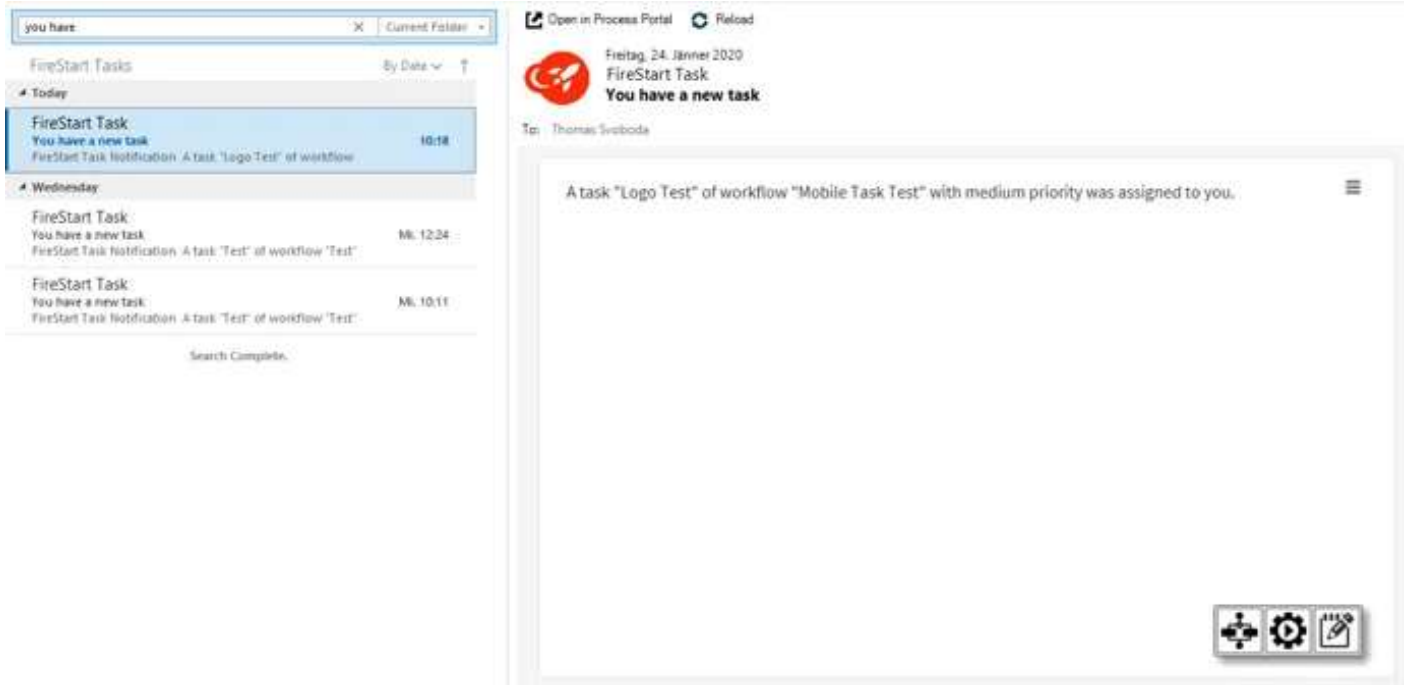 you have
Current Folder
FireStart Tasks
By Date
Today
FireStart Task
You have a new task
10:18
FireStart Task Notification A task "Logo Test" of workflow
Wednesday
FireStart Task
You have a new task
Mi. 12:24
FireStart Task Notification A task "Test" of workflow "Test"
FireStart Task
You have a new task
Mi. 10:11
FireStart Task Notification A task "Test" of workflow "Test"
Search Complete.
Open in Process Portal
Reload
Freitag, 24. Jänner 2020
FireStart Task
You have a new task
To: Thomas Svoboda
A task "Logo Test" of workflow "Mobile Task Test" with medium priority was assigned to you.